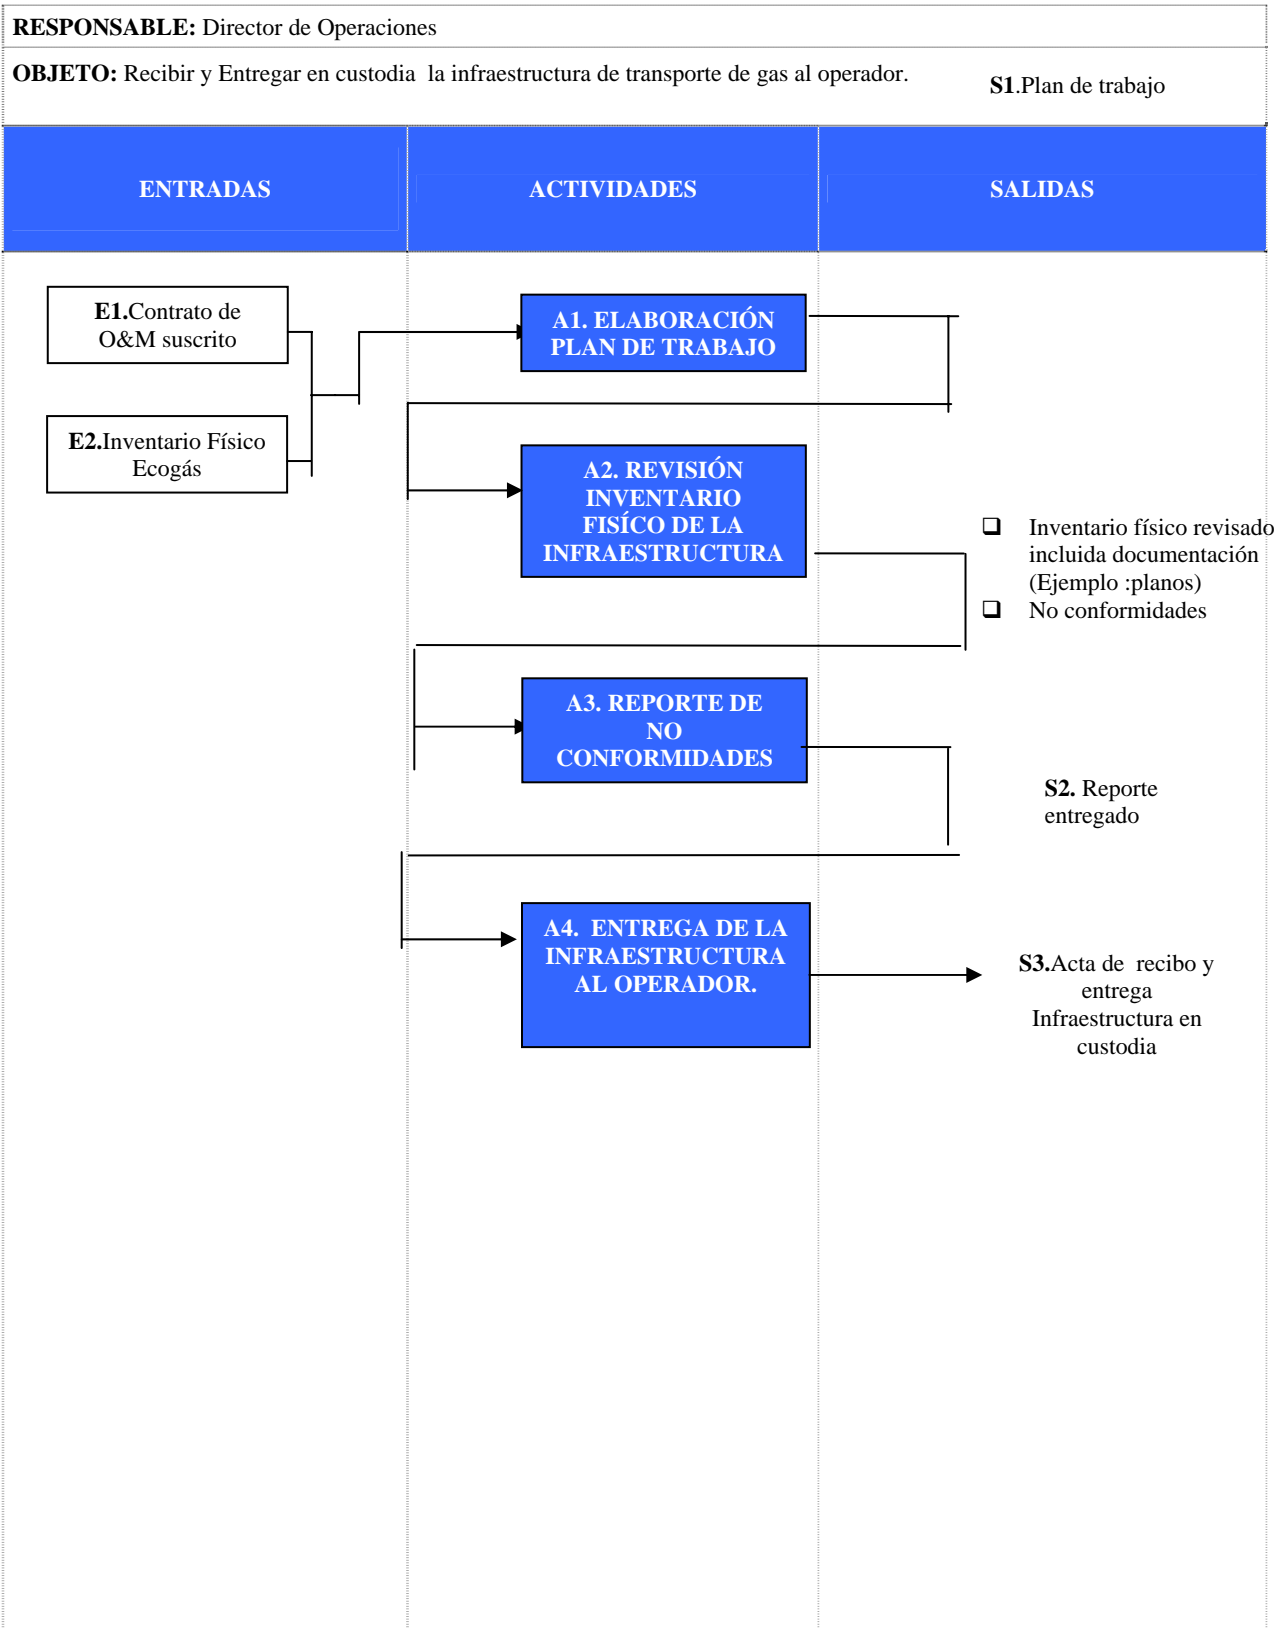 RESPONSABLE: Director de Operaciones
OBJETO: Recibir y Entregar en custodia  la infraestructura de transporte de gas al operador.
S1.Plan de trabajo
ENTRADAS
ACTIVIDADES
SALIDAS
E1.Contrato de
O&M suscrito
A1. ELABORACIÓN
PLAN DE TRABAJO
E2.Inventario Físico
Ecogás
A2. REVISIÓN
INVENTARIO
FISÍCO DE LA
INFRAESTRUCTURA
❑ Inventario físico revisado
incluida documentación
(Ejemplo :planos)
❑ No conformidades
A3. REPORTE DE
NO
CONFORMIDADES
S2. Reporte
entregado
A4.  ENTREGA DE LA
INFRAESTRUCTURA
AL OPERADOR.
S3.Acta de  recibo y
entrega
Infraestructura en
custodia